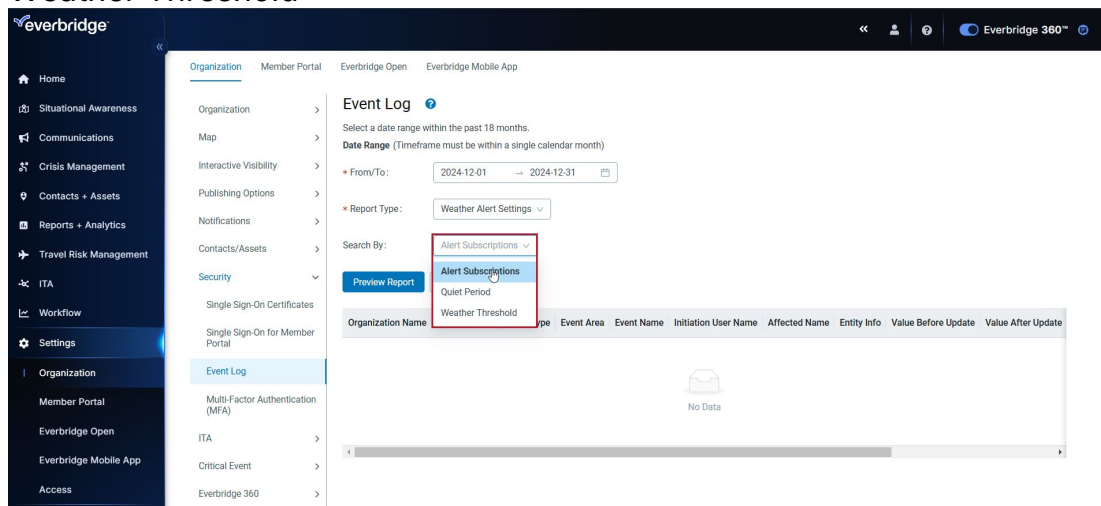 Weather Threshold
everbridge
Everbridge 360™
Home
Situational Awareness
Communications
Crisis Management
Contacts + Assets
Reports + Analytics
Travel Risk Management
ITA
Workflow
Settings
Organization
Member Portal
Everbridge Open
Everbridge Mobile App
Access
Organization Member Portal Everbridge Open Everbridge Mobile App
Organization
Map
Interactive Visibility
Publishing Options
Notifications
Contacts/Assets
Security
Single Sign-On Certificates
Single Sign-On for Member
Portal
Event Log
Multi-Factor Authentication
(MFA)
ITA
Critical Event
Everbridge 360
Event Log
Select a date range within the past 18 months.
Date Range (Timeframe must be within a single calendar month)
* From/To: 2024-12-01 → 2024-12-31
* Report Type: Weather Alert Settings
Search By: Alert Subscriptions
Alert Subscriptions
Quiet Period
Weather Threshold
Preview Report
Organization Name Event Area Event Name Initiation User Name Affected Name Entity Info Value Before Update Value After Update
No Data